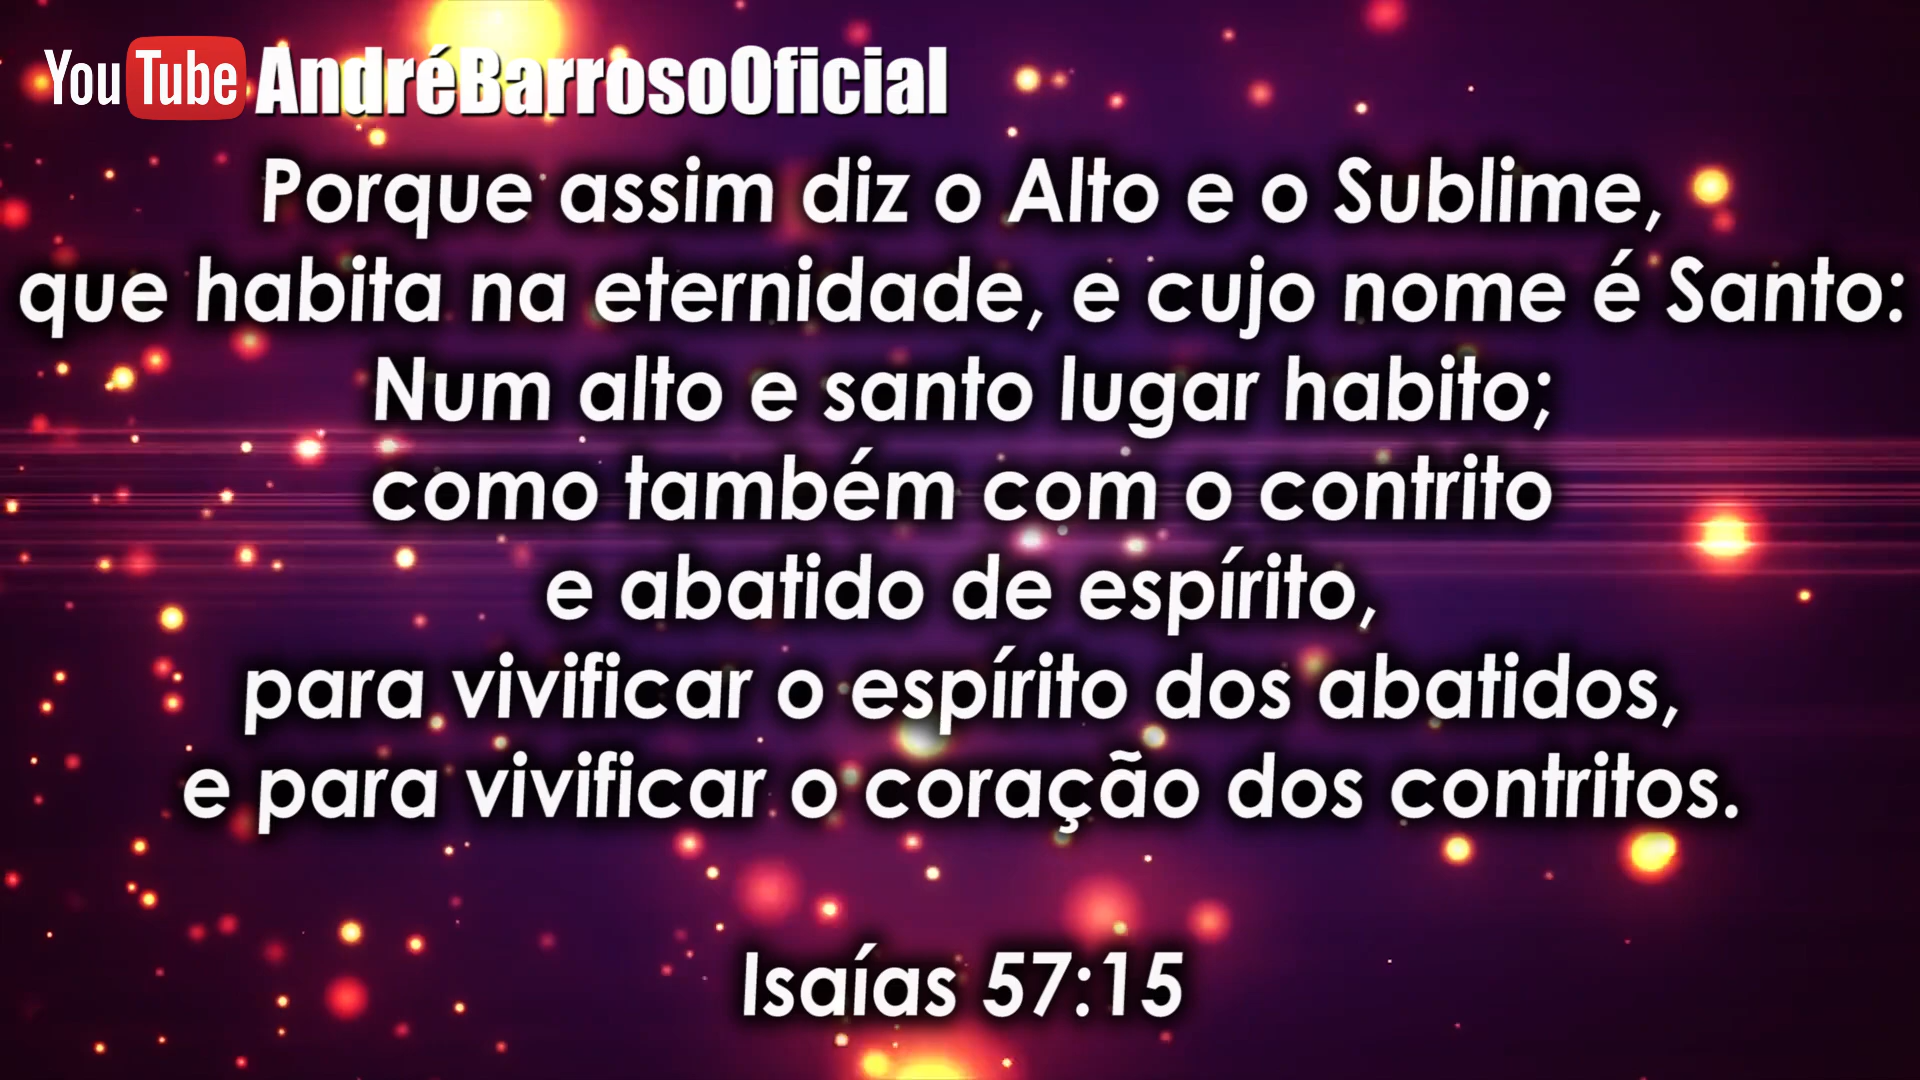 YouTube AndréBarrosoOficial
Porque assim diz o Alto e o Sublime,
que habita na eternidade, e cujo nome é Santo:
Num alto e santo lugar habito;
como também com o contrito
e abatido de espírito,
para vivificar o espírito dos abatidos,
e para vivificar o coração dos contritos.
Isaías 57:15